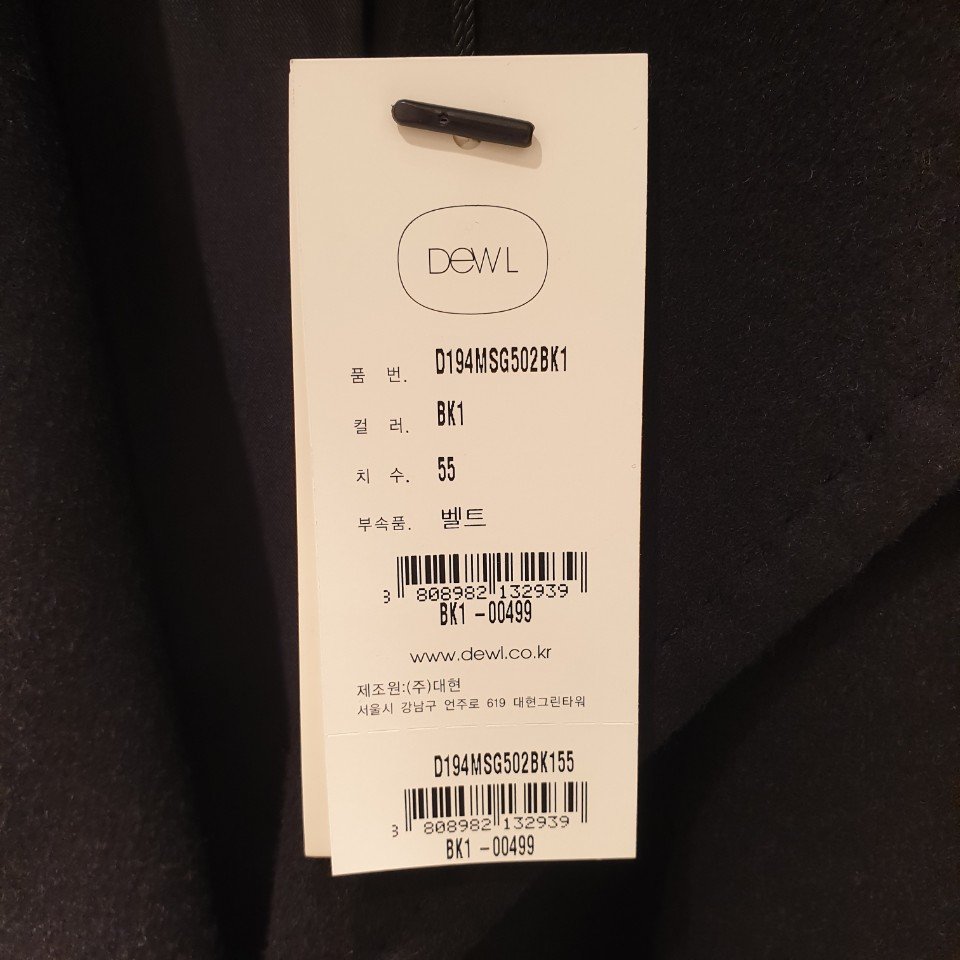 DeWL
품 번. D194MSG502BK1
컬 러. BK1
치 수. 55
부속품. 벨트
8 808982 132939
BK1 -00499
www.dewl.co.kr
제조원:(주)대현
서울시 강남구 언주로 619 대현그린타워
D194MSG502BK155
8 808982 132939
BK1 -00499